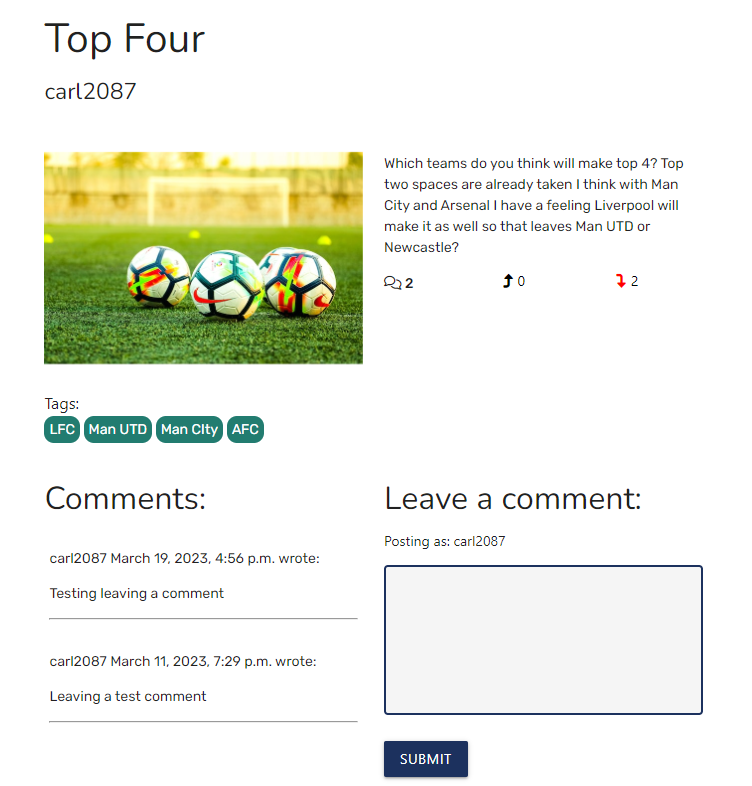 Top Four
carl2087
Which teams do you think will make top 4? Top
two spaces are already taken I think with Man
City and Arsenal I have a feeling Liverpool will
make it as well so that leaves Man UTD or
Newcastle?
2 0 2
Tags:
LFC Man UTD Man CIty AFC
Comments:
carl2087 March 19, 2023, 4:56 p.m. wrote:
Testing leaving a comment
carl2087 March 11, 2023, 7:29 p.m. wrote:
Leaving a test comment
Leave a comment:
Posting as: carl2087
SUBMIT